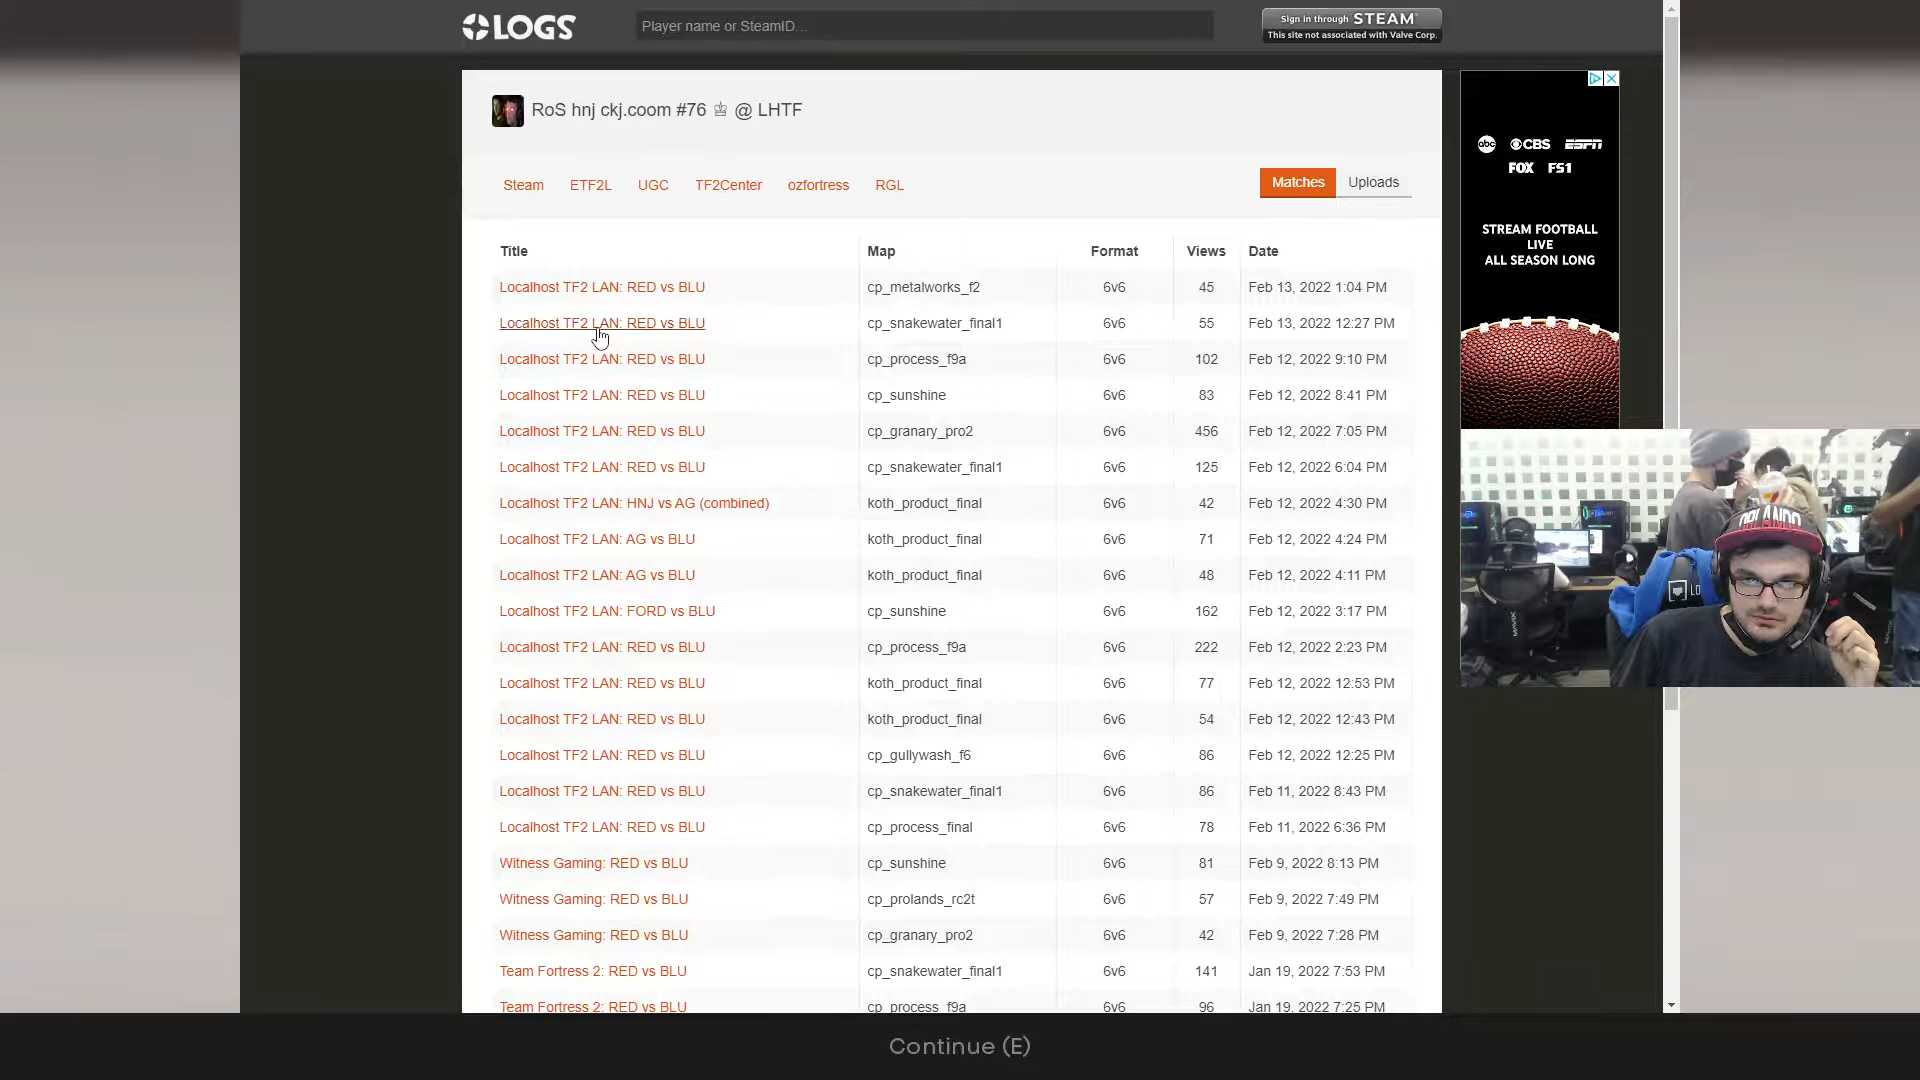 LOGS
Player name or SteamID...
Sign in through STEAM
This site not associated with Valve Corp.
RoS hnj ckj.coom #76 ♔ @ LHTF
Steam ETF2L UGC TF2Center ozfortress RGL
Matches Uploads
Title Map Format Views Date
Localhost TF2 LAN: RED vs BLU cp_metalworks_f2 6v6 45 Feb 13, 2022 1:04 PM
Localhost TF2 LAN: RED vs BLU cp_snakewater_final1 6v6 55 Feb 13, 2022 12:27 PM
Localhost TF2 LAN: RED vs BLU cp_process_f9a 6v6 102 Feb 12, 2022 9:10 PM
Localhost TF2 LAN: RED vs BLU cp_sunshine 6v6 83 Feb 12, 2022 8:41 PM
Localhost TF2 LAN: RED vs BLU cp_granary_pro2 6v6 456 Feb 12, 2022 7:05 PM
Localhost TF2 LAN: RED vs BLU cp_snakewater_final1 6v6 125 Feb 12, 2022 6:04 PM
Localhost TF2 LAN: HNJ vs AG (combined) koth_product_final 6v6 42 Feb 12, 2022 4:30 PM
Localhost TF2 LAN: AG vs BLU koth_product_final 6v6 71 Feb 12, 2022 4:24 PM
Localhost TF2 LAN: AG vs BLU koth_product_final 6v6 48 Feb 12, 2022 4:11 PM
Localhost TF2 LAN: FORD vs BLU cp_sunshine 6v6 162 Feb 12, 2022 3:17 PM
Localhost TF2 LAN: RED vs BLU cp_process_f9a 6v6 222 Feb 12, 2022 2:23 PM
Localhost TF2 LAN: RED vs BLU koth_product_final 6v6 77 Feb 12, 2022 12:53 PM
Localhost TF2 LAN: RED vs BLU koth_product_final 6v6 54 Feb 12, 2022 12:43 PM
Localhost TF2 LAN: RED vs BLU cp_gullywash_f6 6v6 86 Feb 12, 2022 12:25 PM
Localhost TF2 LAN: RED vs BLU cp_snakewater_final1 6v6 86 Feb 11, 2022 8:43 PM
Localhost TF2 LAN: RED vs BLU cp_process_final 6v6 78 Feb 11, 2022 6:36 PM
Witness Gaming: RED vs BLU cp_sunshine 6v6 81 Feb 9, 2022 8:13 PM
Witness Gaming: RED vs BLU cp_prolands_rc2t 6v6 57 Feb 9, 2022 7:49 PM
Witness Gaming: RED vs BLU cp_granary_pro2 6v6 42 Feb 9, 2022 7:28 PM
Team Fortress 2: RED vs BLU cp_snakewater_final1 6v6 141 Jan 19, 2022 7:53 PM
Team Fortress 2: RED vs BLU cp_process_f9a 6v6 96 Jan 19, 2022 7:25 PM
abc CBS ESPN
FOX FS1
STREAM FOOTBALL
LIVE
ALL SEASON LONG
ORLANDO
Continue (E)